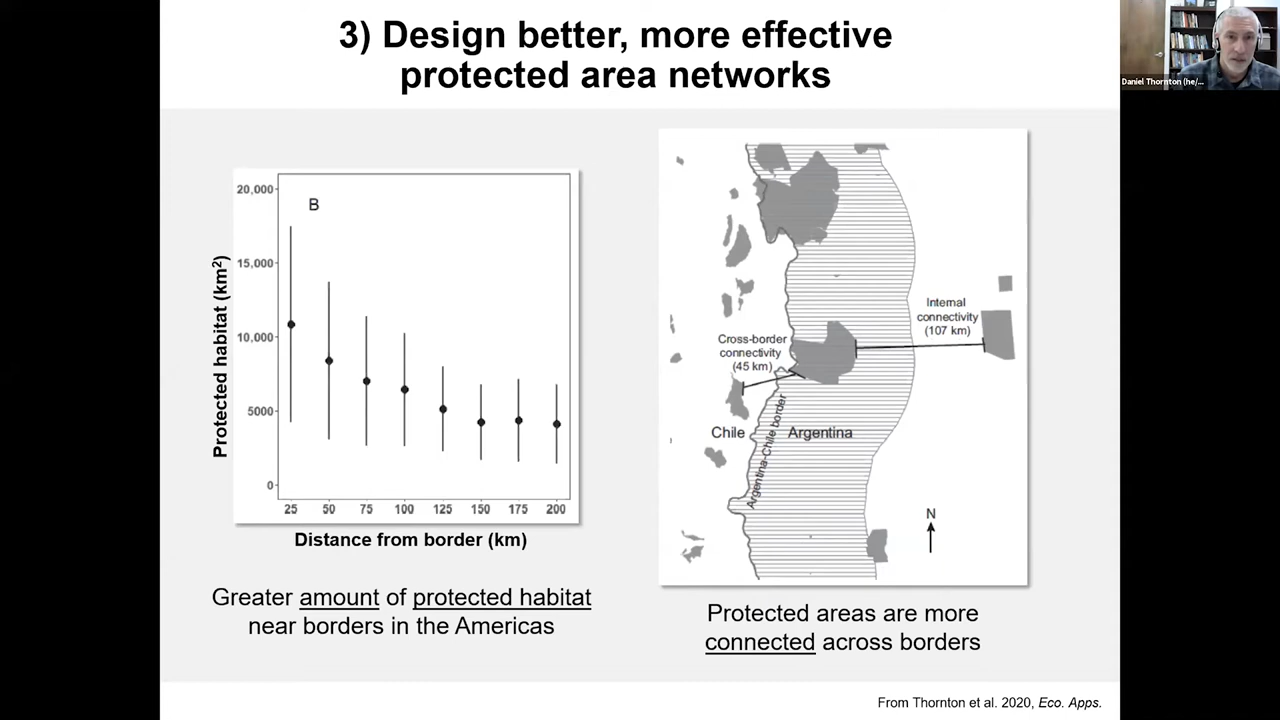 3) Design better, more effective
protected area networks
Daniel Thornton (he/...
B
Protected habitat (km²)
20,000
15,000
10,000
5000
0
25 50 75 100 125 150 175 200
Distance from border (km)
Greater amount of protected habitat
near borders in the Americas
Internal
connectivity
(107 km)
Cross-border
connectivity
(45 km)
Chile
Argentina
Argentina-Chile border
N
Protected areas are more
connected across borders
From Thornton et al. 2020, Eco. Apps.